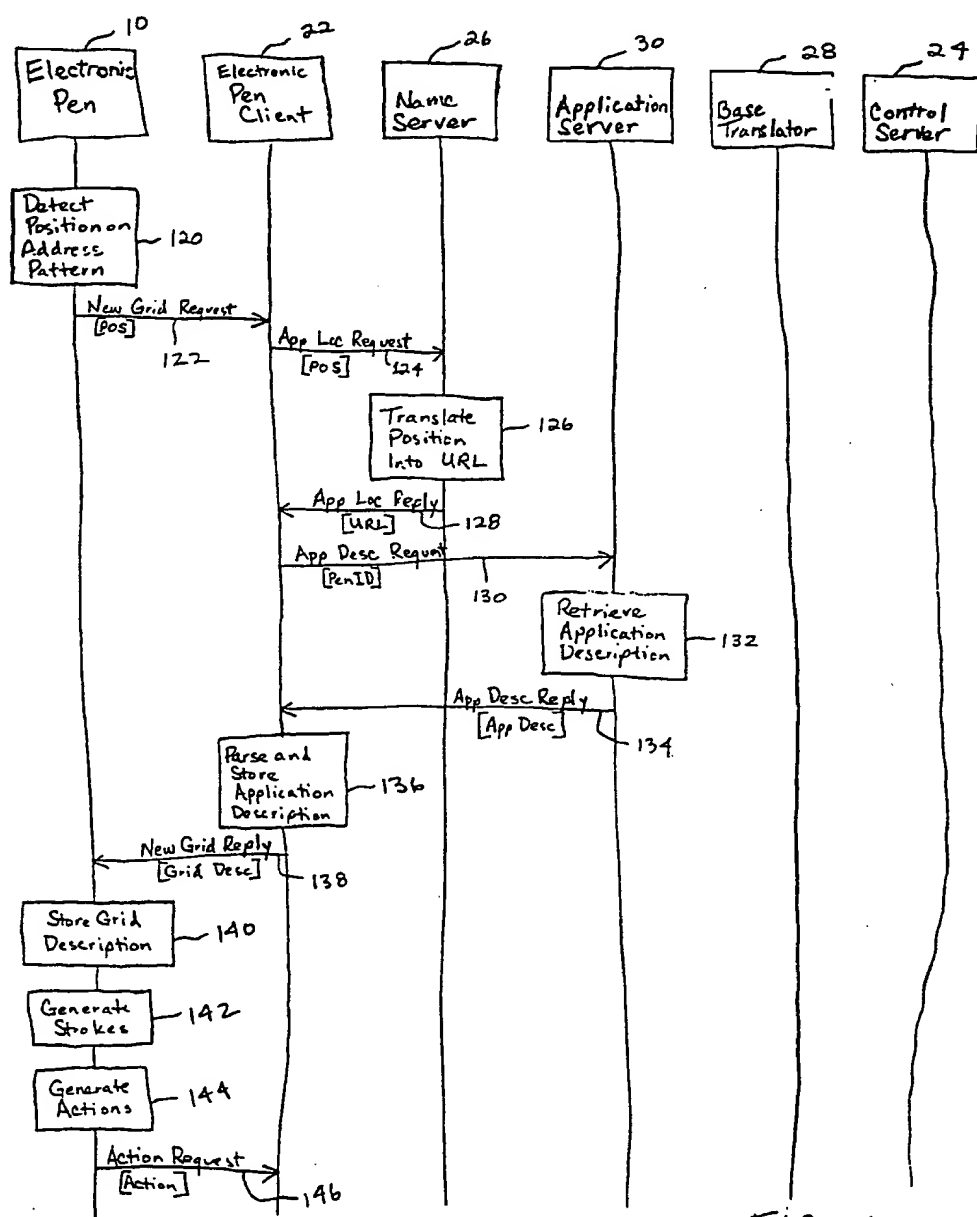 10
22
26
30
28
24
Electronic
Pen
Electronic
Pen
Client
Name
Server
Application
Server
Base
Translator
Control
Server
Detect
Position on
Address
Pattern
120
New Grid Request
[POS]
122
App Loc Request
[POS]
124
Translate
Position
Into URL
126
App Loc Reply
[URL]
128
App Desc Request
[PenID]
130
Retrieve
Application
Description
132
App Desc Reply
[App Desc]
134
Parse and
Store
Application
Description
136
New Grid Reply
[Grid Desc]
138
Store Grid
Description
140
Generate
Strokes
142
Generate
Actions
144
Action Request
[Action]
146